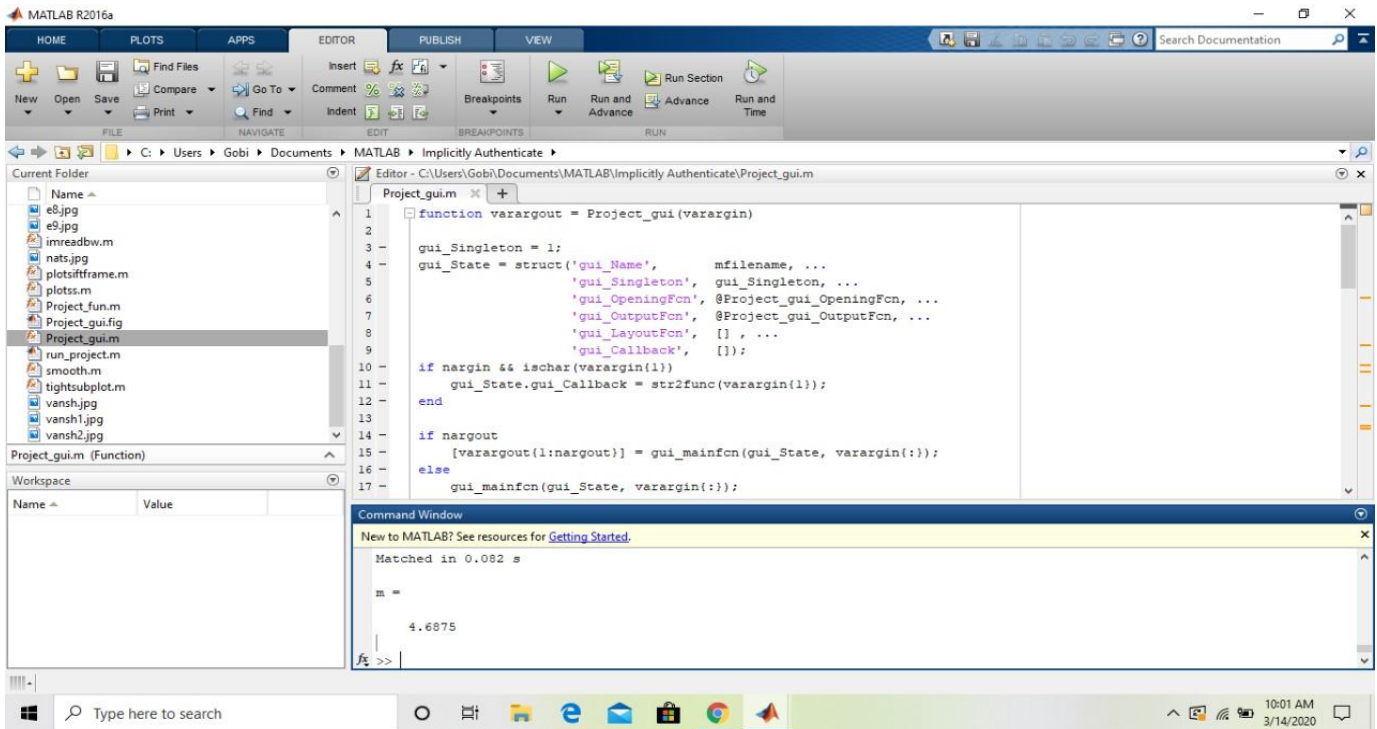 MATLAB R2016a
HOME PLOTS APPS EDITOR PUBLISH VIEW Search Documentation
New Open Save Find Files Compare Print Go To Find Insert Comment Indent fx Breakpoints Run Run and Advance Run Section Advance Run and Time
FILE NAVIGATE EDIT BREAKPOINTS RUN
C: Users Gobi Documents MATLAB Implicitly Authenticate
Current Folder
Name
e8.jpg
e9.jpg
imreadbw.m
nats.jpg
plotsiftframe.m
plotss.m
Project_fun.m
Project_gui.fig
Project_gui.m
run_project.m
smooth.m
tightsubplot.m
vansh.jpg
vansh1.jpg
vansh2.jpg
Project_gui.m (Function)
Workspace
Name Value
Editor - C:\Users\Gobi\Documents\MATLAB\Implicitly Authenticate\Project_gui.m
Project_gui.m
1 function varargout = Project_gui(varargin)
2
3 - gui_Singleton = 1;
4 - gui_State = struct('gui_Name', mfilename, ...
5 'gui_Singleton', gui_Singleton, ...
6 'gui_OpeningFcn', @Project_gui_OpeningFcn, ...
7 'gui_OutputFcn', @Project_gui_OutputFcn, ...
8 'gui_LayoutFcn', [] , ...
9 'gui_Callback', []);
10 - if nargin && ischar(varargin{1})
11 - gui_State.gui_Callback = str2func(varargin{1});
12 - end
13
14 - if nargout
15 - [varargout{1:nargout}] = gui_mainfcn(gui_State, varargin{:});
16 - else
17 - gui_mainfcn(gui_State, varargin{:});
Command Window
New to MATLAB? See resources for Getting Started.
Matched in 0.082 s
m =
4.6875
fx >>
Type here to search
10:01 AM
3/14/2020